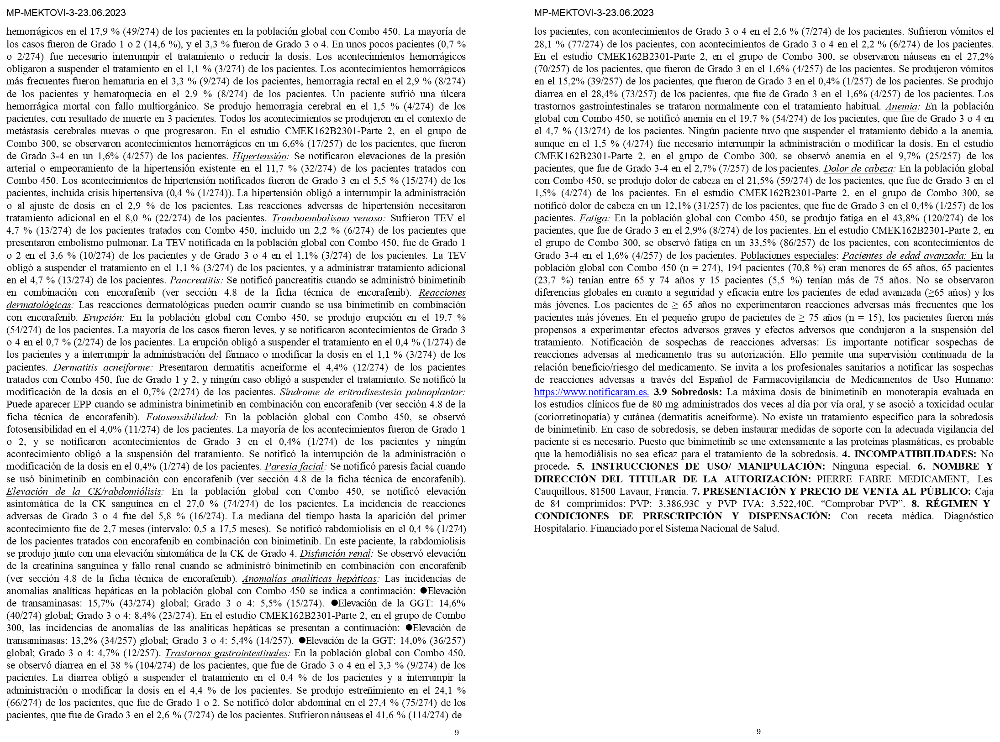 MP-MEKTOVI-3-23.06.2023
hemorrágicos en el 17,9 % (49/274) de los pacientes en la población global con Combo 450. La mayoría de
los casos fueron de Grado 1 o 2 (14,6 %), y el 3,3 % fueron de Grado 3 o 4. En unos pocos pacientes (0,7 %
o 2/274) fue necesario interrumpir el tratamiento o reducir la dosis. Los acontecimientos hemorrágicos
obligaron a suspender el tratamiento en el 1,1 % (3/274) de los pacientes. Los acontecimientos hemorrágicos
más frecuentes fueron hematuria en el 3,3 % (9/274) de los pacientes, hemorragia rectal en el 2,9 % (8/274)
de los pacientes y hematoquecia en el 2,9 % (8/274) de los pacientes. Un paciente sufrió una úlcera
hemorrágica mortal con fallo multiorgánico. Se produjo hemorragia cerebral en el 1,5 % (4/274) de los
pacientes, con resultado de muerte en 3 pacientes. Todos los acontecimientos se produjeron en el contexto de
metástasis cerebrales nuevas o que progresaron. En el estudio CMEK162B2301-Parte 2, en el grupo de
Combo 300, se observaron acontecimientos hemorrágicos en un 6,6% (17/257) de los pacientes, que fueron
de Grado 3-4 en un 1,6% (4/257) de los pacientes. Hipertensión: Se notificaron elevaciones de la presión
arterial o empeoramiento de la hipertensión existente en el 11,7 % (32/274) de los pacientes tratados con
Combo 450. Los acontecimientos de hipertensión notificados fueron de Grado 3 en el 5,5 % (15/274) de los
pacientes, incluida crisis hipertensiva (0,4 % (1/274)). La hipertensión obligó a interrumpir la administración
o al ajuste de dosis en el 2,9 % de los pacientes. Las reacciones adversas de hipertensión necesitaron
tratamiento adicional en el 8,0 % (22/274) de los pacientes. Tromboembolismo venoso: Sufrieron TEV el
4,7 % (13/274) de los pacientes tratados con Combo 450, incluido un 2,2 % (6/274) de los pacientes que
presentaron embolismo pulmonar. La TEV notificada en la población global con Combo 450, fue de Grado 1
o 2 en el 3,6 % (10/274) de los pacientes y de Grado 3 o 4 en el 1,1% (3/274) de los pacientes. La TEV
obligó a suspender el tratamiento en el 1,1 % (3/274) de los pacientes, y a administrar tratamiento adicional
en el 4,7 % (13/274) de los pacientes. Pancreatitis: Se notificó pancreatitis cuando se administró binimetinib
en combinación con encorafenib (ver sección 4.8 de la ficha técnica de encorafenib). Reacciones
dermatológicas: Las reacciones dermatológicas pueden ocurrir cuando se usa binimetinib en combinación
con encorafenib. Erupción: En la población global con Combo 450, se produjo erupción en el 19,7 %
(54/274) de los pacientes. La mayoría de los casos fueron leves, y se notificaron acontecimientos de Grado 3
o 4 en el 0,7 % (2/274) de los pacientes. La erupción obligó a suspender el tratamiento en el 0,4 % (1/274) de
los pacientes y a interrumpir la administración del fármaco o modificar la dosis en el 1,1 % (3/274) de los
pacientes. Dermatitis acneiforme: Presentaron dermatitis acneiforme el 4,4% (12/274) de los pacientes
tratados con Combo 450, fue de Grado 1 y 2, y ningún caso obligó a suspender el tratamiento. Se notificó la
modificación de la dosis en el 0,7% (2/274) de los pacientes. Síndrome de eritrodisestesia palmoplantar:
Puede aparecer EPP cuando se administra binimetinib en combinación con encorafenib (ver sección 4.8 de la
ficha técnica de encorafenib). Fotosensibilidad: En la población global con Combo 450, se observó
fotosensibilidad en el 4,0% (11/274) de los pacientes. La mayoría de los acontecimientos fueron de Grado 1
o 2, y se notificaron acontecimientos de Grado 3 en el 0,4% (1/274) de los pacientes y ningún
acontecimiento obligó a la suspensión del tratamiento. Se notificó la interrupción de la administración o
modificación de la dosis en el 0,4% (1/274) de los pacientes. Paresia facial: Se notificó paresis facial cuando
se usó binimetinib en combinación con encorafenib (ver sección 4.8 de la ficha técnica de encorafenib).
Elevación de la CK/rabdomiólisis: En la población global con Combo 450, se notificó elevación
asintomática de la CK sanguínea en el 27,0 % (74/274) de los pacientes. La incidencia de reacciones
adversas de Grado 3 o 4 fue del 5,8 % (16/274). La mediana del tiempo hasta la aparición del primer
acontecimiento fue de 2,7 meses (intervalo: 0,5 a 17,5 meses). Se notificó rabdomiolisis en el 0,4 % (1/274)
de los pacientes tratados con encorafenib en combinación con binimetinib. En este paciente, la rabdomiolisis
se produjo junto con una elevación sintomática de la CK de Grado 4. Disfunción renal: Se observó elevación
de la creatinina sanguínea y fallo renal cuando se administró binimetinib en combinación con encorafenib
(ver sección 4.8 de la ficha técnica de encorafenib). Anomalías analíticas hepáticas: Las incidencias de
anomalías analíticas hepáticas en la población global con Combo 450 se indica a continuación: ●Elevación
de transaminasas: 15,7% (43/274) global; Grado 3 o 4: 5,5% (15/274). ●Elevación de la GGT: 14,6%
(40/274) global; Grado 3 o 4: 8,4% (23/274). En el estudio CMEK162B2301-Parte 2, en el grupo de Combo
300, las incidencias de anomalías de las analíticas hepáticas se presentan a continuación: ●Elevación de
transaminasas: 13,2% (34/257) global; Grado 3 o 4: 5,4% (14/257). ●Elevación de la GGT: 14,0% (36/257)
global; Grado 3 o 4: 4,7% (12/257). Trastornos gastrointestinales: En la población global con Combo 450,
se observó diarrea en el 38 % (104/274) de los pacientes, que fue de Grado 3 o 4 en el 3,3 % (9/274) de los
pacientes. La diarrea obligó a suspender el tratamiento en el 0,4 % de los pacientes y a interrumpir la
administración o modificar la dosis en el 4,4 % de los pacientes. Se produjo estreñimiento en el 24,1 %
(66/274) de los pacientes, que fue de Grado 1 o 2. Se notificó dolor abdominal en el 27,4 % (75/274) de los
pacientes, que fue de Grado 3 en el 2,6 % (7/274) de los pacientes. Sufrieron náuseas el 41,6 % (114/274) de
9
MP-MEKTOVI-3-23.06.2023
los pacientes, con acontecimientos de Grado 3 o 4 en el 2,6 % (7/274) de los pacientes. Sufrieron vómitos el
28,1 % (77/274) de los pacientes, con acontecimientos de Grado 3 o 4 en el 2,2 % (6/274) de los pacientes.
En el estudio CMEK162B2301-Parte 2, en el grupo de Combo 300, se observaron náuseas en el 27,2%
(70/257) de los pacientes, que fueron de Grado 3 en el 1,6% (4/257) de los pacientes. Se produjeron vómitos
en el 15,2% (39/257) de los pacientes, que fueron de Grado 3 en el 0,4% (1/257) de los pacientes. Se produjo
diarrea en el 28,4% (73/257) de los pacientes, que fue de Grado 3 en el 1,6% (4/257) de los pacientes. Los
trastornos gastrointestinales se trataron normalmente con el tratamiento habitual. Anemia: En la población
global con Combo 450, se notificó anemia en el 19,7 % (54/274) de los pacientes, que fue de Grado 3 o 4 en
el 4,7 % (13/274) de los pacientes. Ningún paciente tuvo que suspender el tratamiento debido a la anemia,
aunque en el 1,5 % (4/274) fue necesario interrumpir la administración o modificar la dosis. En el estudio
CMEK162B2301-Parte 2, en el grupo de Combo 300, se observó anemia en el 9,7% (25/257) de los
pacientes, que fue de Grado 3-4 en el 2,7% (7/257) de los pacientes. Dolor de cabeza: En la población global
con Combo 450, se produjo dolor de cabeza en el 21,5% (59/274) de los pacientes, que fue de Grado 3 en el
1,5% (4/274) de los pacientes. En el estudio CMEK162B2301-Parte 2, en el grupo de Combo 300, se
notificó dolor de cabeza en un 12,1% (31/257) de los pacientes, que fue de Grado 3 en el 0,4% (1/257) de los
pacientes. Fatiga: En la población global con Combo 450, se produjo fatiga en el 43,8% (120/274) de los
pacientes, que fue de Grado 3 en el 2,9% (8/274) de los pacientes. En el estudio CMEK162B2301-Parte 2, en
el grupo de Combo 300, se observó fatiga en un 33,5% (86/257) de los pacientes, con acontecimientos de
Grado 3-4 en el 1,6% (4/257) de los pacientes. Poblaciones especiales: Pacientes de edad avanzada: En la
población global con Combo 450 (n = 274), 194 pacientes (70,8 %) eran menores de 65 años, 65 pacientes
(23,7 %) tenían entre 65 y 74 años y 15 pacientes (5,5 %) tenían más de 75 años. No se observaron
diferencias globales en cuanto a seguridad y eficacia entre los pacientes de edad avanzada (≥65 años) y los
más jóvenes. Los pacientes de ≥ 65 años no experimentaron reacciones adversas más frecuentes que los
pacientes más jóvenes. En el pequeño grupo de pacientes de ≥ 75 años (n = 15), los pacientes fueron más
propensos a experimentar efectos adversos graves y efectos adversos que condujeron a la suspensión del
tratamiento. Notificación de sospechas de reacciones adversas: Es importante notificar sospechas de
reacciones adversas al medicamento tras su autorización. Ello permite una supervisión continuada de la
relación beneficio/riesgo del medicamento. Se invita a los profesionales sanitarios a notificar las sospechas
de reacciones adversas a través del Español de Farmacovigilancia de Medicamentos de Uso Humano:
https://www.notificaram.es. 3.9 Sobredosis: La máxima dosis de binimetinib en monoterapia evaluada en
los estudios clínicos fue de 80 mg administrados dos veces al día por vía oral, y se asoció a toxicidad ocular
(coriorretinopatía) y cutánea (dermatitis acneiforme). No existe un tratamiento específico para la sobredosis
de binimetinib. En caso de sobredosis, se deben instaurar medidas de soporte con la adecuada vigilancia del
paciente si es necesario. Puesto que binimetinib se une extensamente a las proteínas plasmáticas, es probable
que la hemodiálisis no sea eficaz para el tratamiento de la sobredosis. 4. INCOMPATIBILIDADES: No
procede. 5. INSTRUCCIONES DE USO/ MANIPULACIÓN: Ninguna especial. 6. NOMBRE Y
DIRECCIÓN DEL TITULAR DE LA AUTORIZACIÓN: PIERRE FABRE MEDICAMENT, Les
Cauquillous, 81500 Lavaur, Francia. 7. PRESENTACIÓN Y PRECIO DE VENTA AL PÚBLICO: Caja
de 84 comprimidos: PVP: 3.386,93€ y PVP IVA: 3.522,40€. “Comprobar PVP”. 8. RÉGIMEN Y
CONDICIONES DE PRESCRIPCIÓN Y DISPENSACIÓN: Con receta médica. Diagnóstico
Hospitalario. Financiado por el Sistema Nacional de Salud.
9